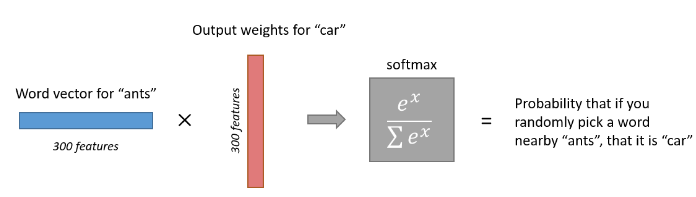 Output weights for “car”
Word vector for “ants”
300 features
×
300 features
softmax
e^x
∑ e^x
=
Probability that if you
randomly pick a word
nearby “ants”, that it is “car”